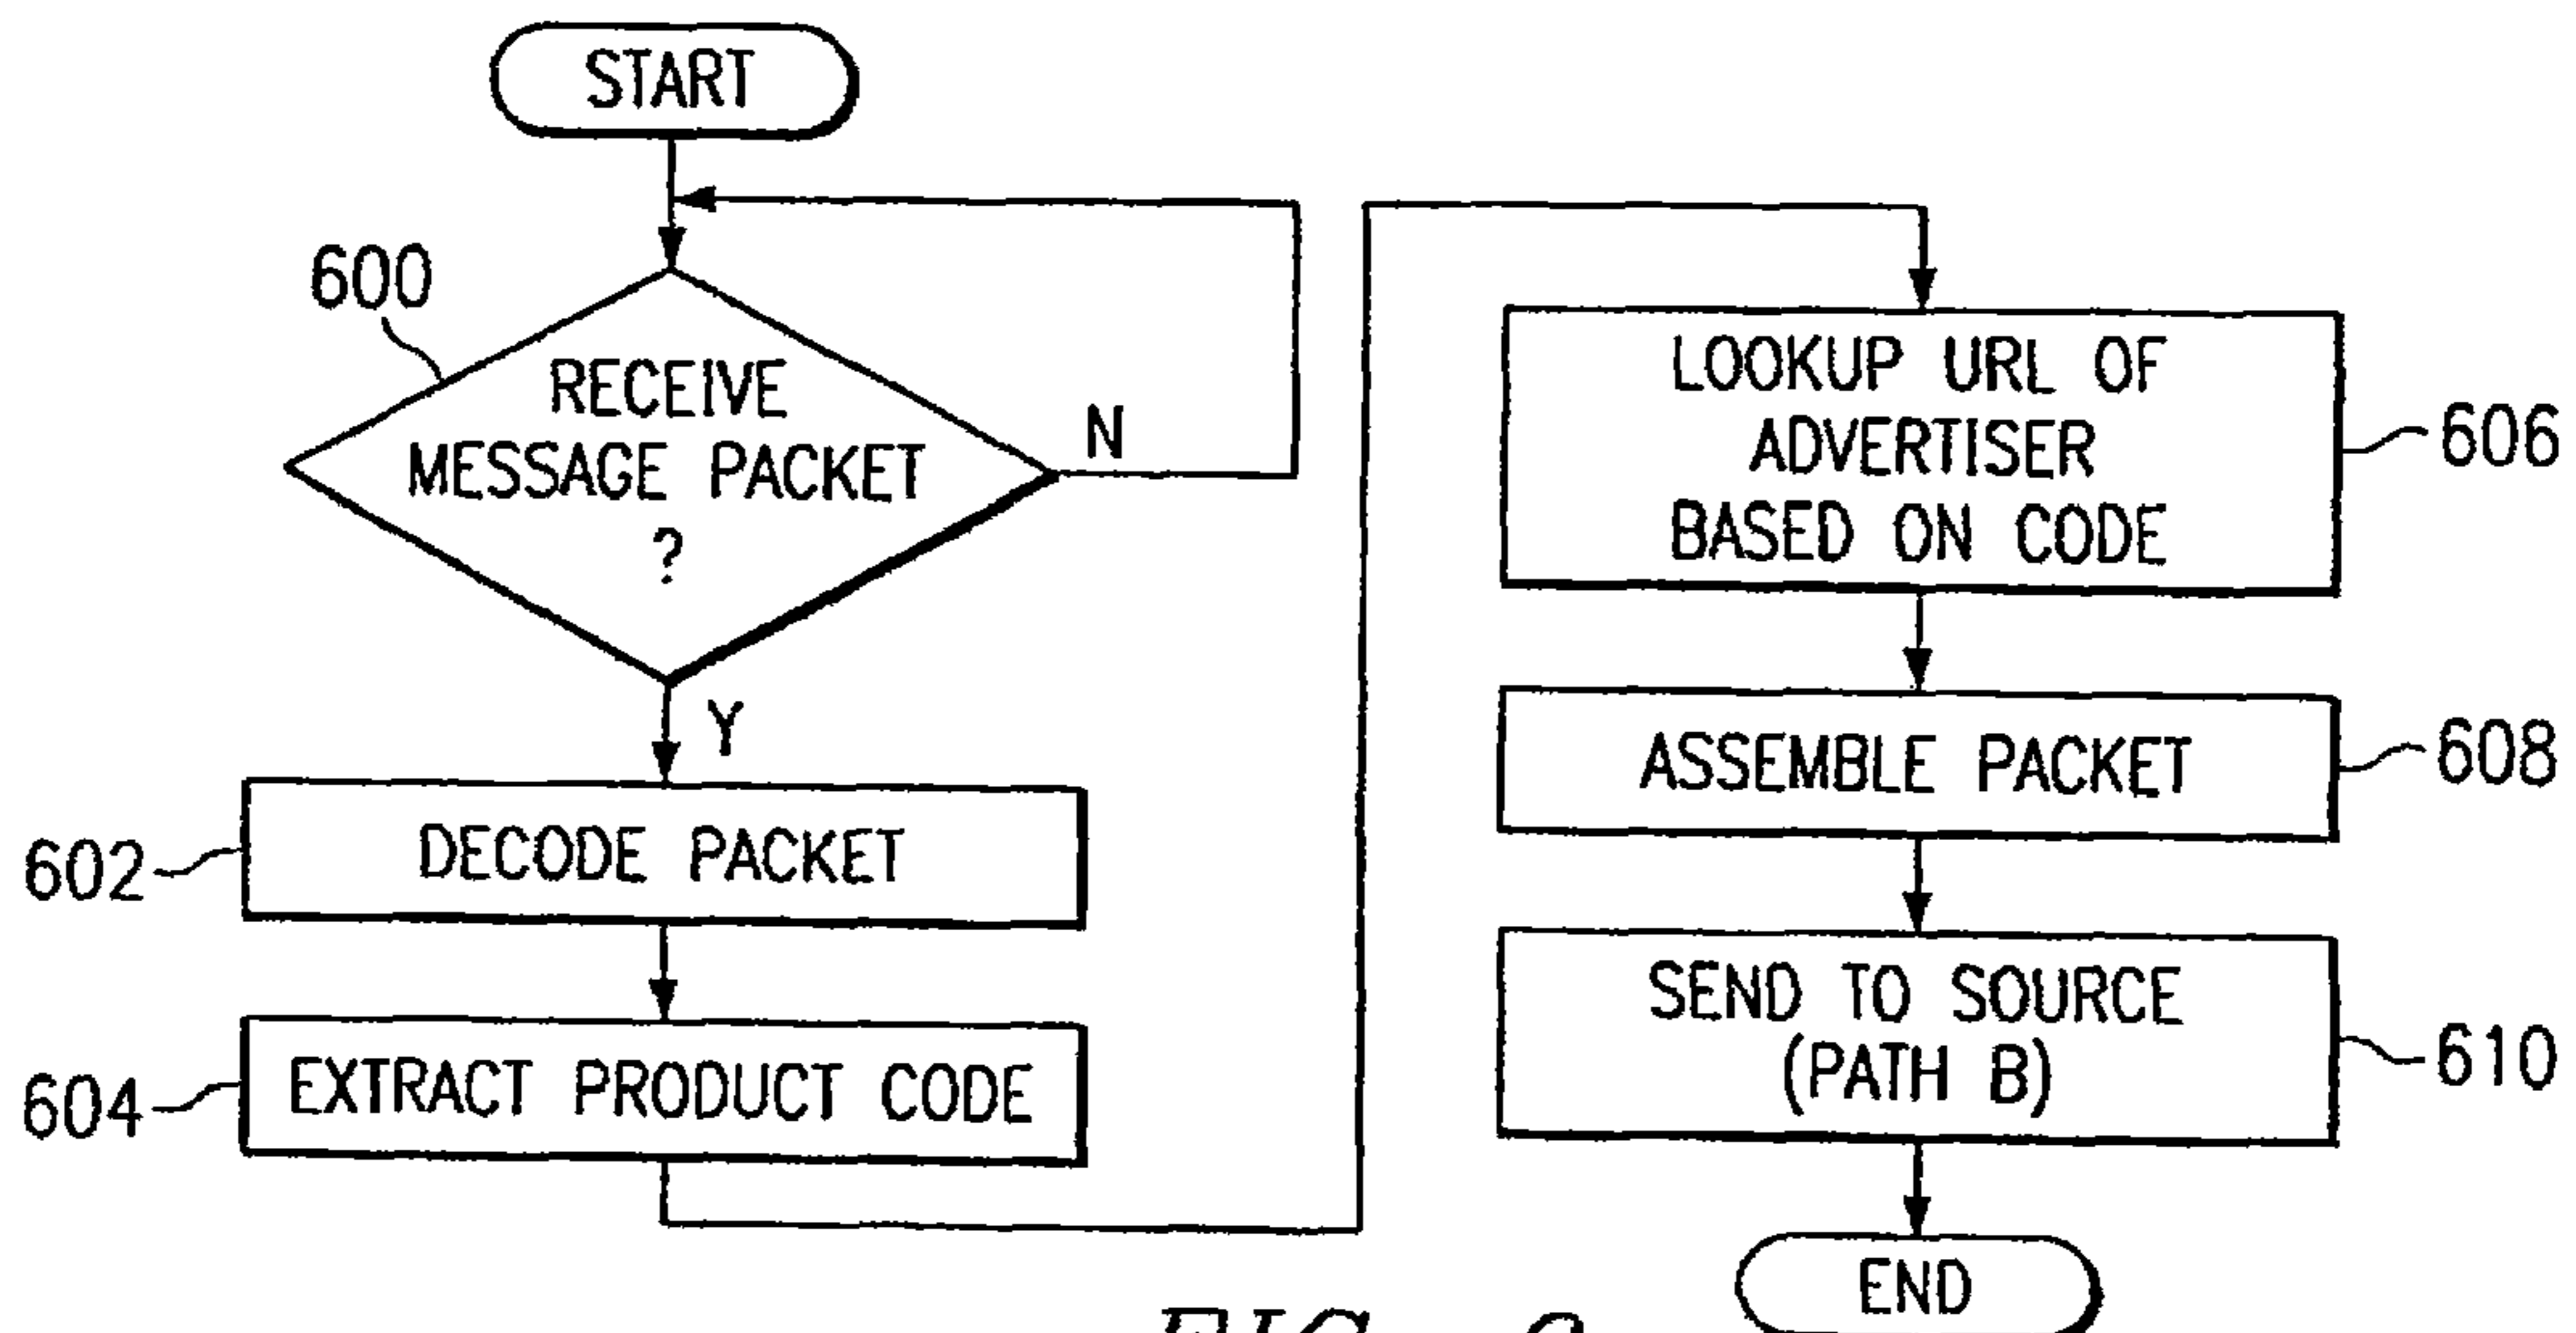 START
600
RECEIVE
MESSAGE PACKET
?
N
Y
602
DECODE PACKET
604
EXTRACT PRODUCT CODE
LOOKUP URL OF
ADVERTISER
BASED ON CODE
606
ASSEMBLE PACKET
608
SEND TO SOURCE
(PATH B)
610
END
FIG.